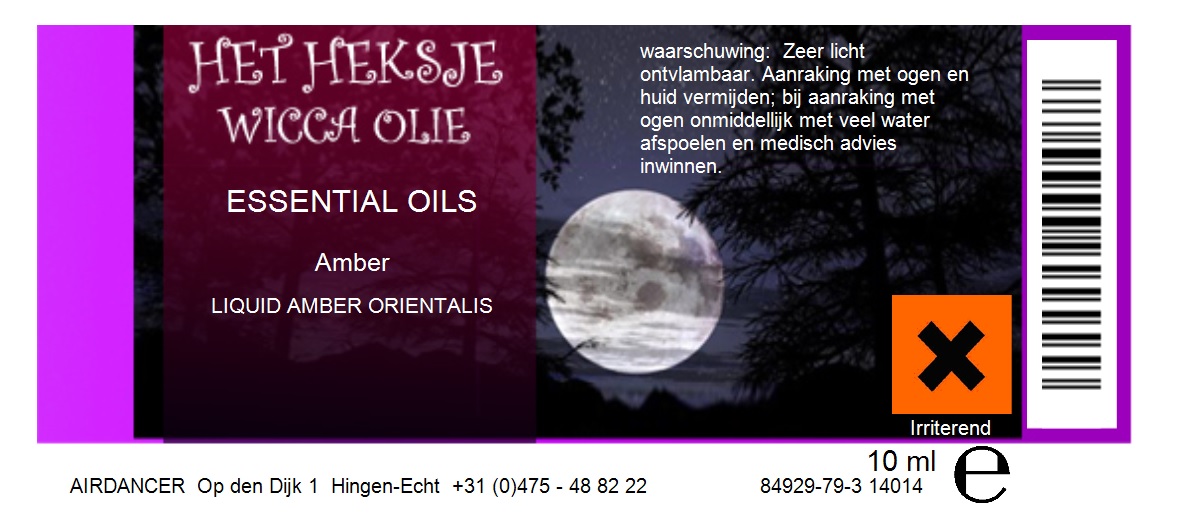 HET HEKSJE
WICCA OLIE
ESSENTIAL OILS
Amber
LIQUID AMBER ORIENTALIS
waarschuwing: Zeer licht
ontvlambaar. Aanraking met ogen en
huid vermijden; bij aanraking met
ogen onmiddellijk met veel water
afspoelen en medisch advies
inwinnen.
Irriterend
10 ml e
AIRDANCER Op den Dijk 1 Hingen-Echt +31 (0)475 - 48 82 22
84929-79-3 14014